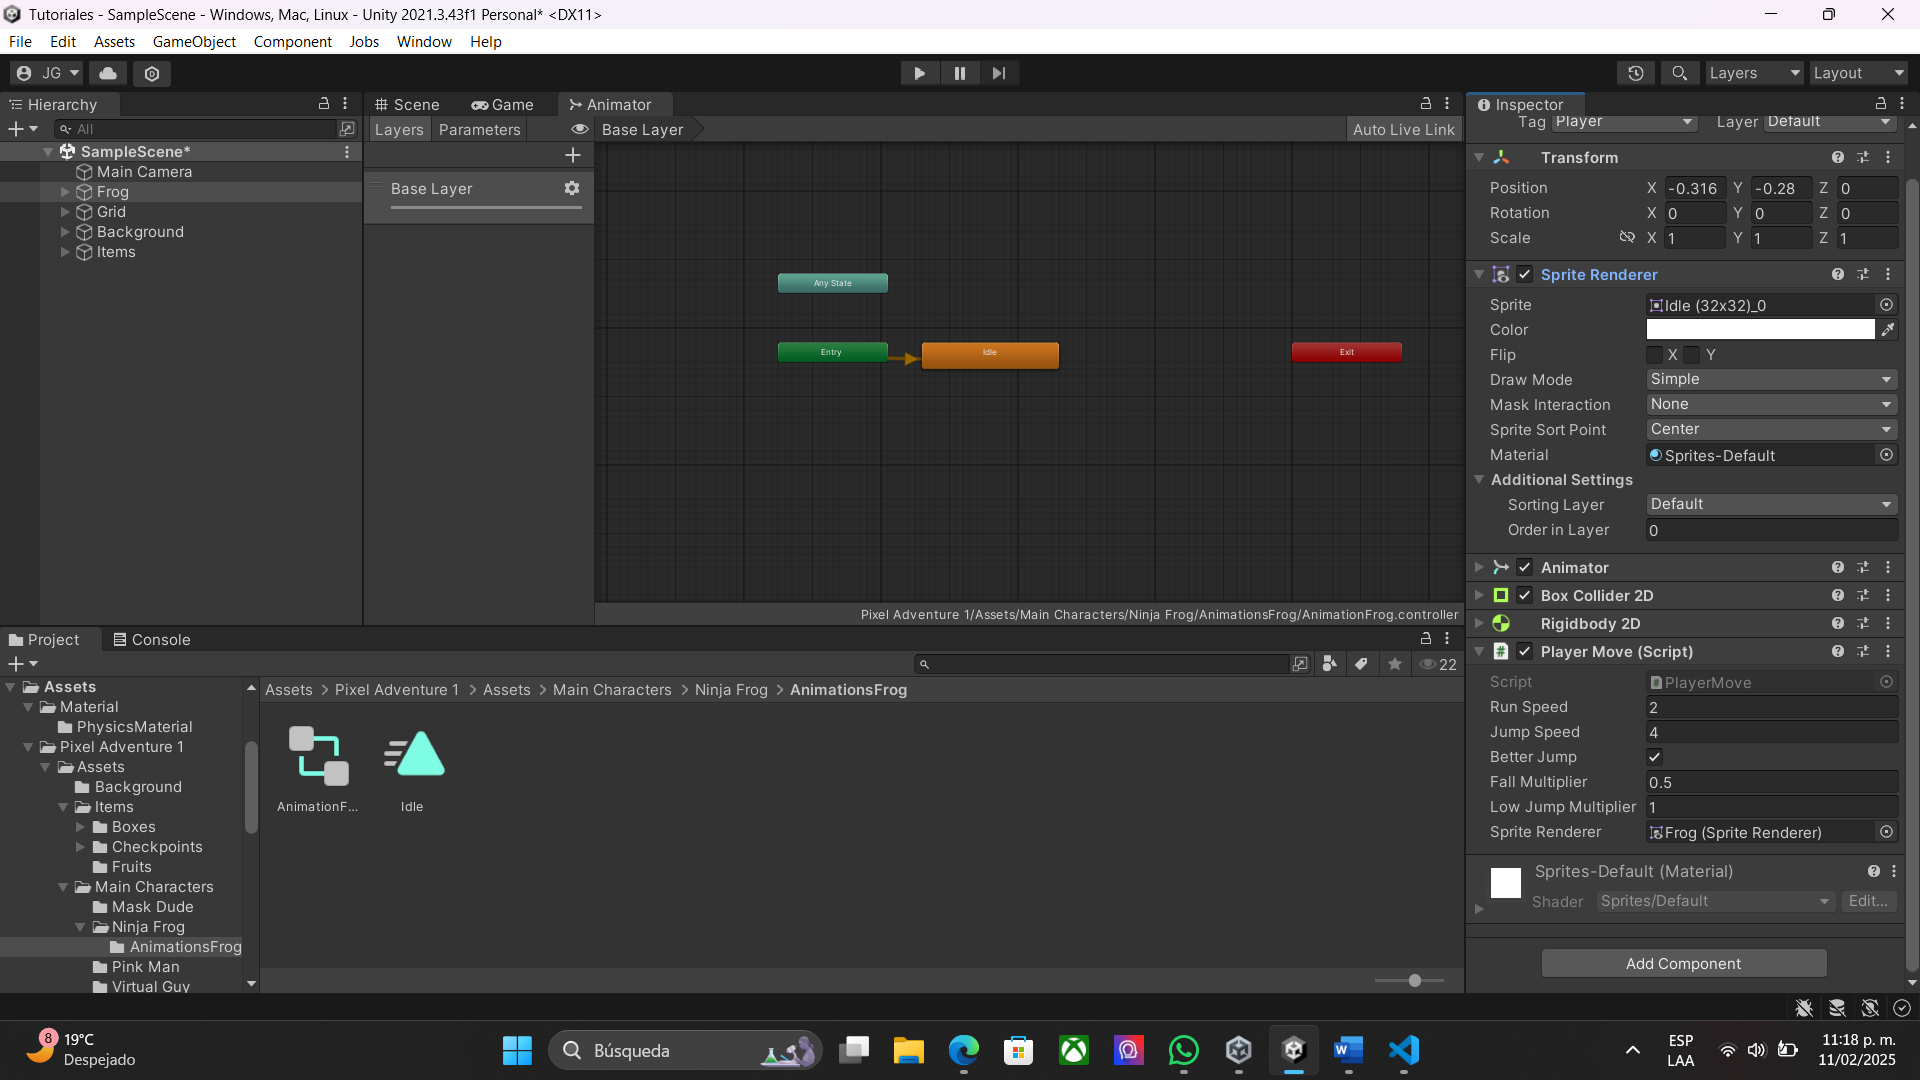 Tutoriales - SampleScene - Windows, Mac, Linux - Unity 2021.3.43f1 Personal* <DX11>
File Edit Assets GameObject Component Jobs Window Help
JG Layers Layout
Hierarchy
All
SampleScene*
Main Camera
Frog
Grid
Background
Items
Scene Game Animator
Layers Parameters Base Layer Auto Live Link
Base Layer
Any State
Entry Idle Exit
Pixel Adventure 1/Assets/Main Characters/Ninja Frog/AnimationsFrog/AnimationFrog.controller
Inspector
Tag Player Layer Default
Transform
Position X -0.316 Y -0.28 Z 0
Rotation X 0 Y 0 Z 0
Scale X 1 Y 1 Z 1
Sprite Renderer
Sprite Idle (32x32)_0
Color
Flip X Y
Draw Mode Simple
Mask Interaction None
Sprite Sort Point Center
Material Sprites-Default
Additional Settings
Sorting Layer Default
Order in Layer 0
Animator
Box Collider 2D
Rigidbody 2D
Player Move (Script)
Script PlayerMove
Run Speed 2
Jump Speed 4
Better Jump
Fall Multiplier 0.5
Low Jump Multiplier 1
Sprite Renderer Frog (Sprite Renderer)
Sprites-Default (Material)
Shader Sprites/Default Edit...
Add Component
Project Console
22
Assets
Material
PhysicsMaterial
Pixel Adventure 1
Assets
Background
Items
Boxes
Checkpoints
Fruits
Main Characters
Mask Dude
Ninja Frog
AnimationsFrog
Pink Man
Virtual Guy
Assets > Pixel Adventure 1 > Assets > Main Characters > Ninja Frog > AnimationsFrog
AnimationF... Idle
8 19°C
Despejado
Búsqueda
ESP
LAA
11:18 p. m.
11/02/2025